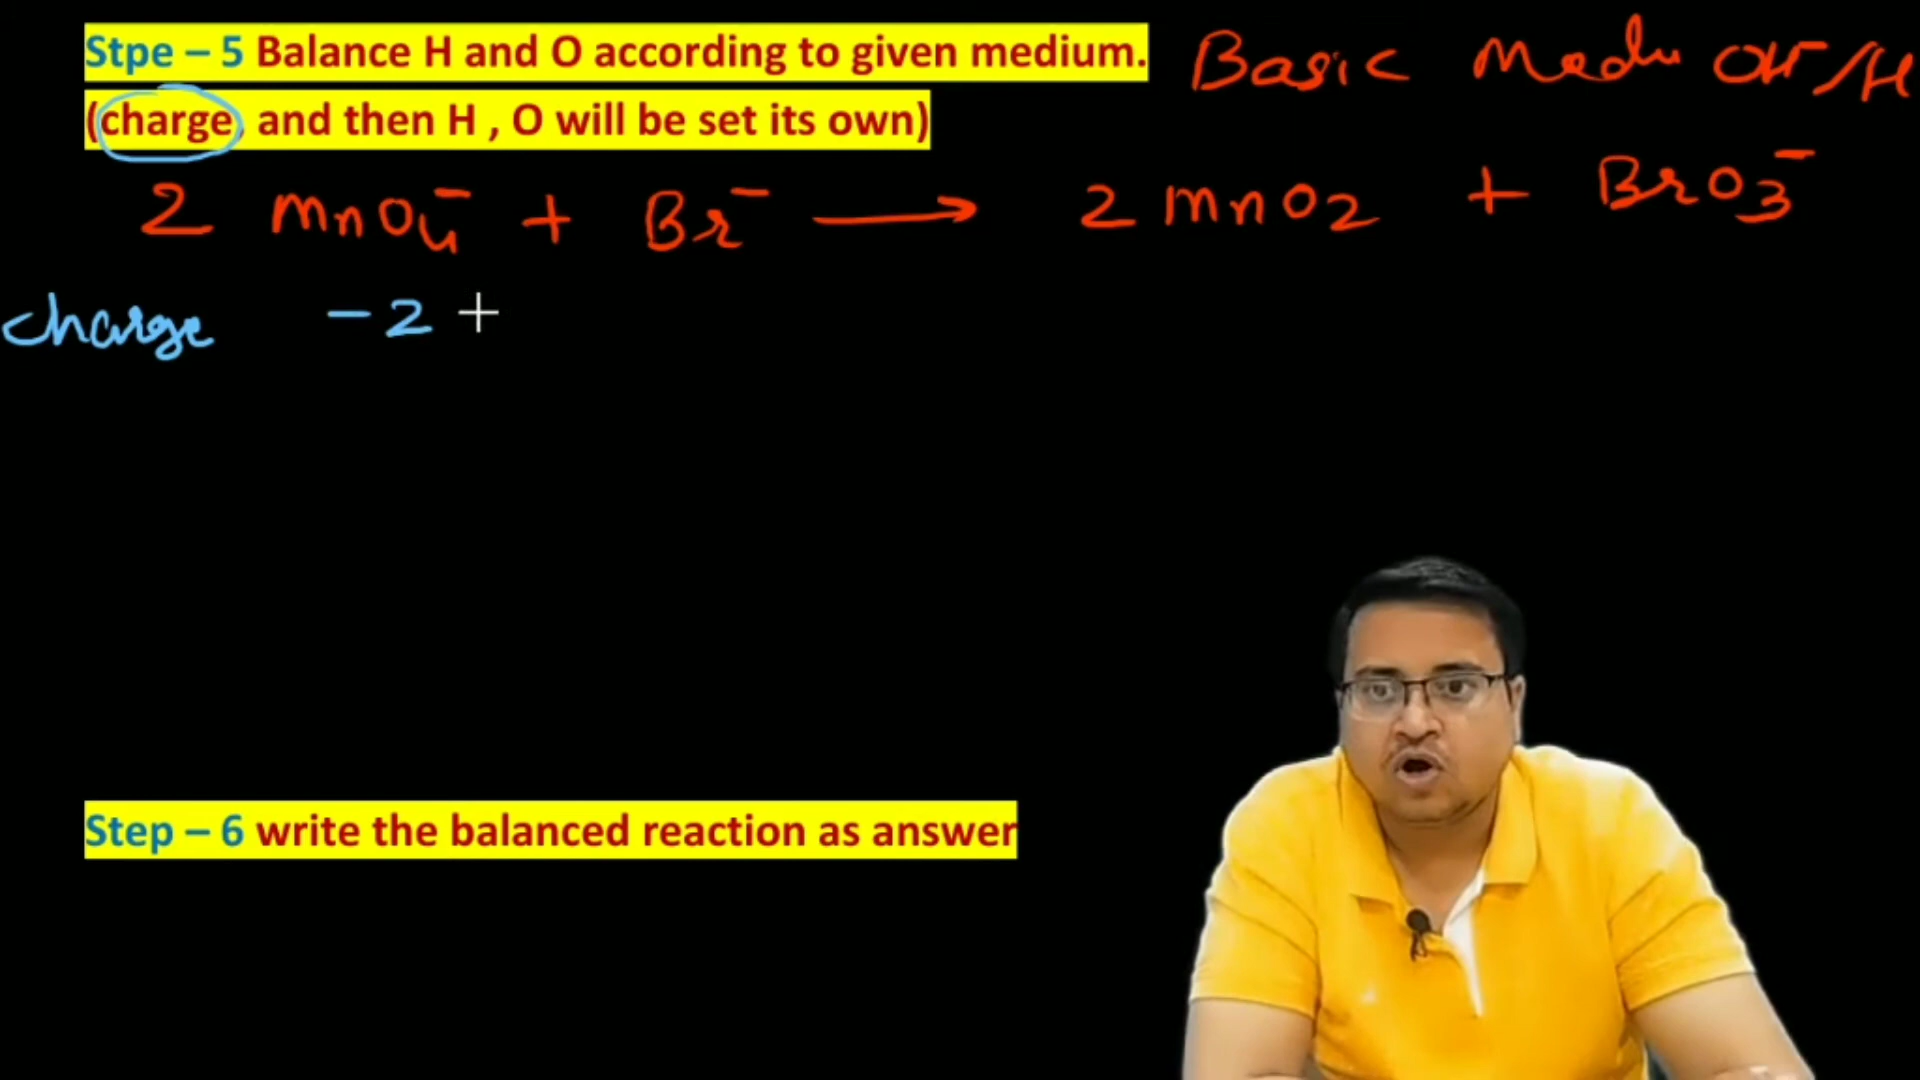 Stpe – 5 Balance H and O according to given medium.
Basic Medu OH⁻/H
(charge, and then H , O will be set its own)
2 MnO₄⁻ + Br⁻ ⟶ 2 MnO₂ + BrO₃⁻
charge -2
Step – 6 write the balanced reaction as answer